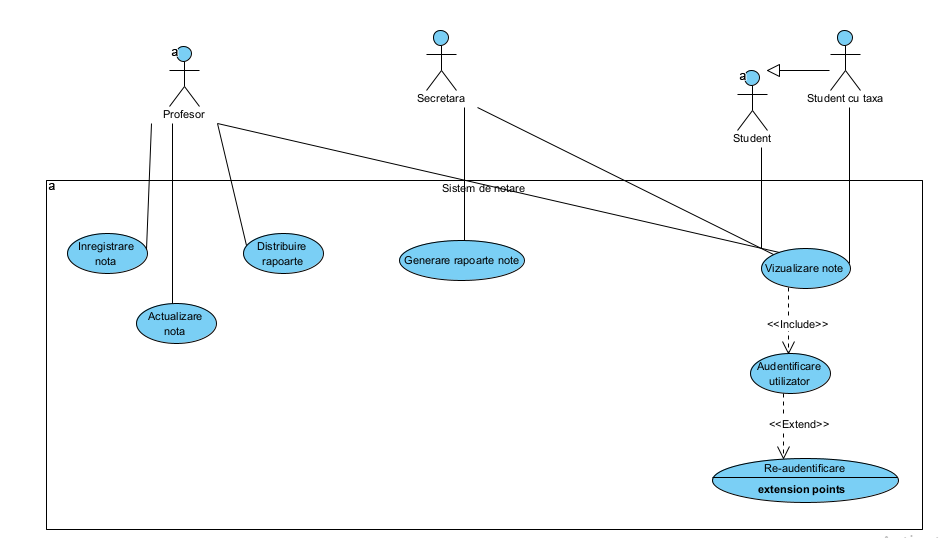 a
Profesor
Secretara
a
Student
Student cu taxa
a
Sistem de notare
Inregistrare
nota
Distribuire
rapoarte
Generare rapoarte note
Vizualizare note
Actualizare
nota
<<Include>>
Audentificare
utilizator
<<Extend>>
Re-audentificare
extension points